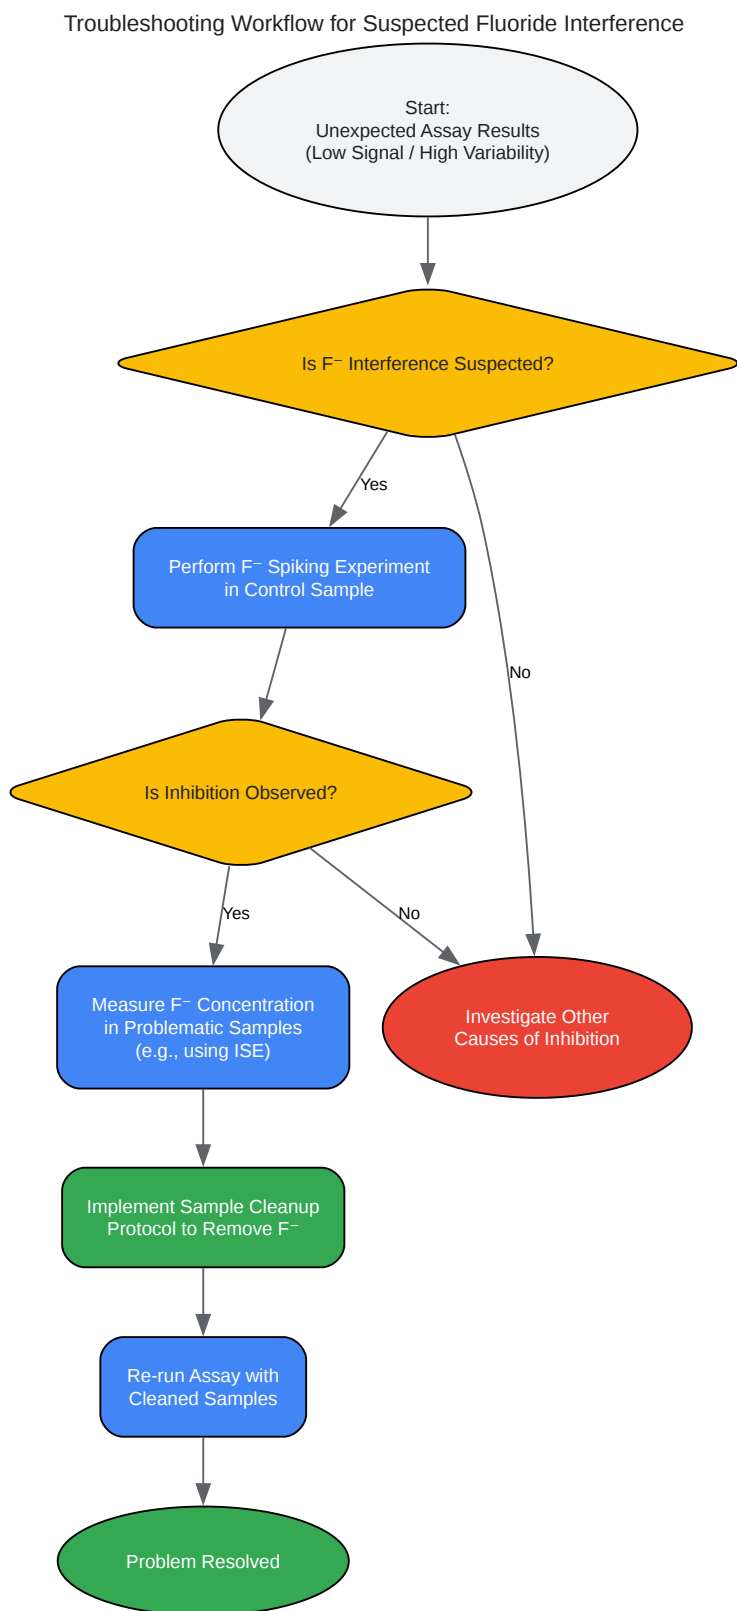 Troubleshooting Workflow for Suspected Fluoride Interference
Start:
Unexpected Assay Results
(Low Signal / High Variability)
Is F⁻ Interference Suspected?
Yes
Perform F⁻ Spiking Experiment
in Control Sample
No
Is Inhibition Observed?
Yes
No
Measure F⁻ Concentration
in Problematic Samples
(e.g., using ISE)
Investigate Other
Causes of Inhibition
Implement Sample Cleanup
Protocol to Remove F⁻
Re-run Assay with
Cleaned Samples
Problem Resolved